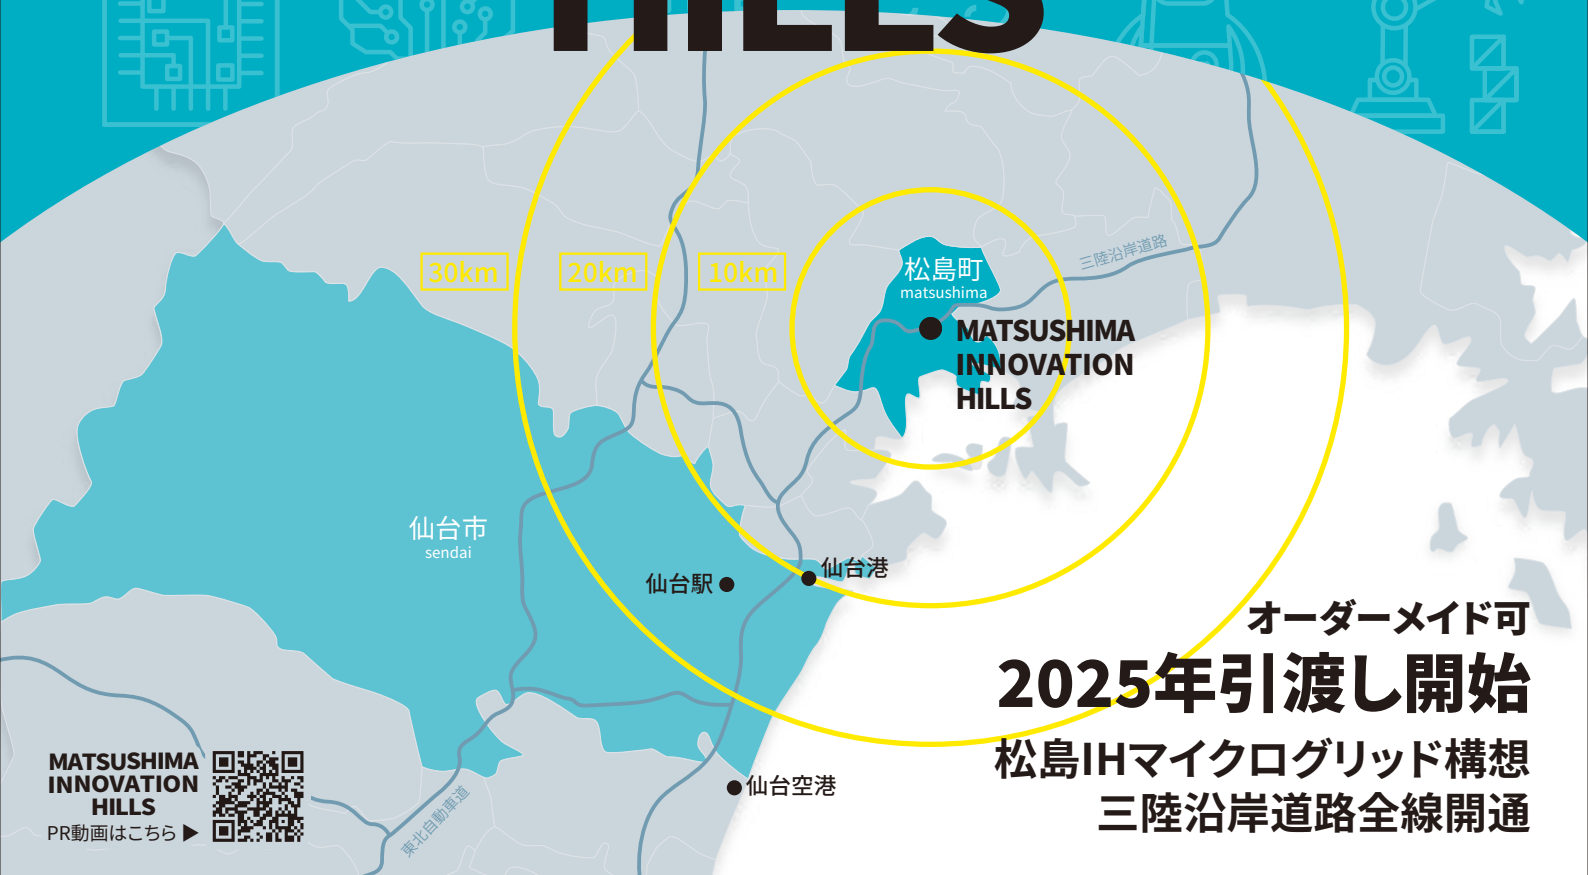 HILLS
30km
20km
10km
松島町
matsushima
三陸沿岸道路
MATSUSHIMA
INNOVATION
HILLS
仙台市
sendai
仙台駅
仙台港
仙台空港
東北自動車道
オーダーメイド可
2025年引渡し開始
松島IHマイクログリッド構想
三陸沿岸道路全線開通
MATSUSHIMA
INNOVATION
HILLS
PR動画はこちら ▶